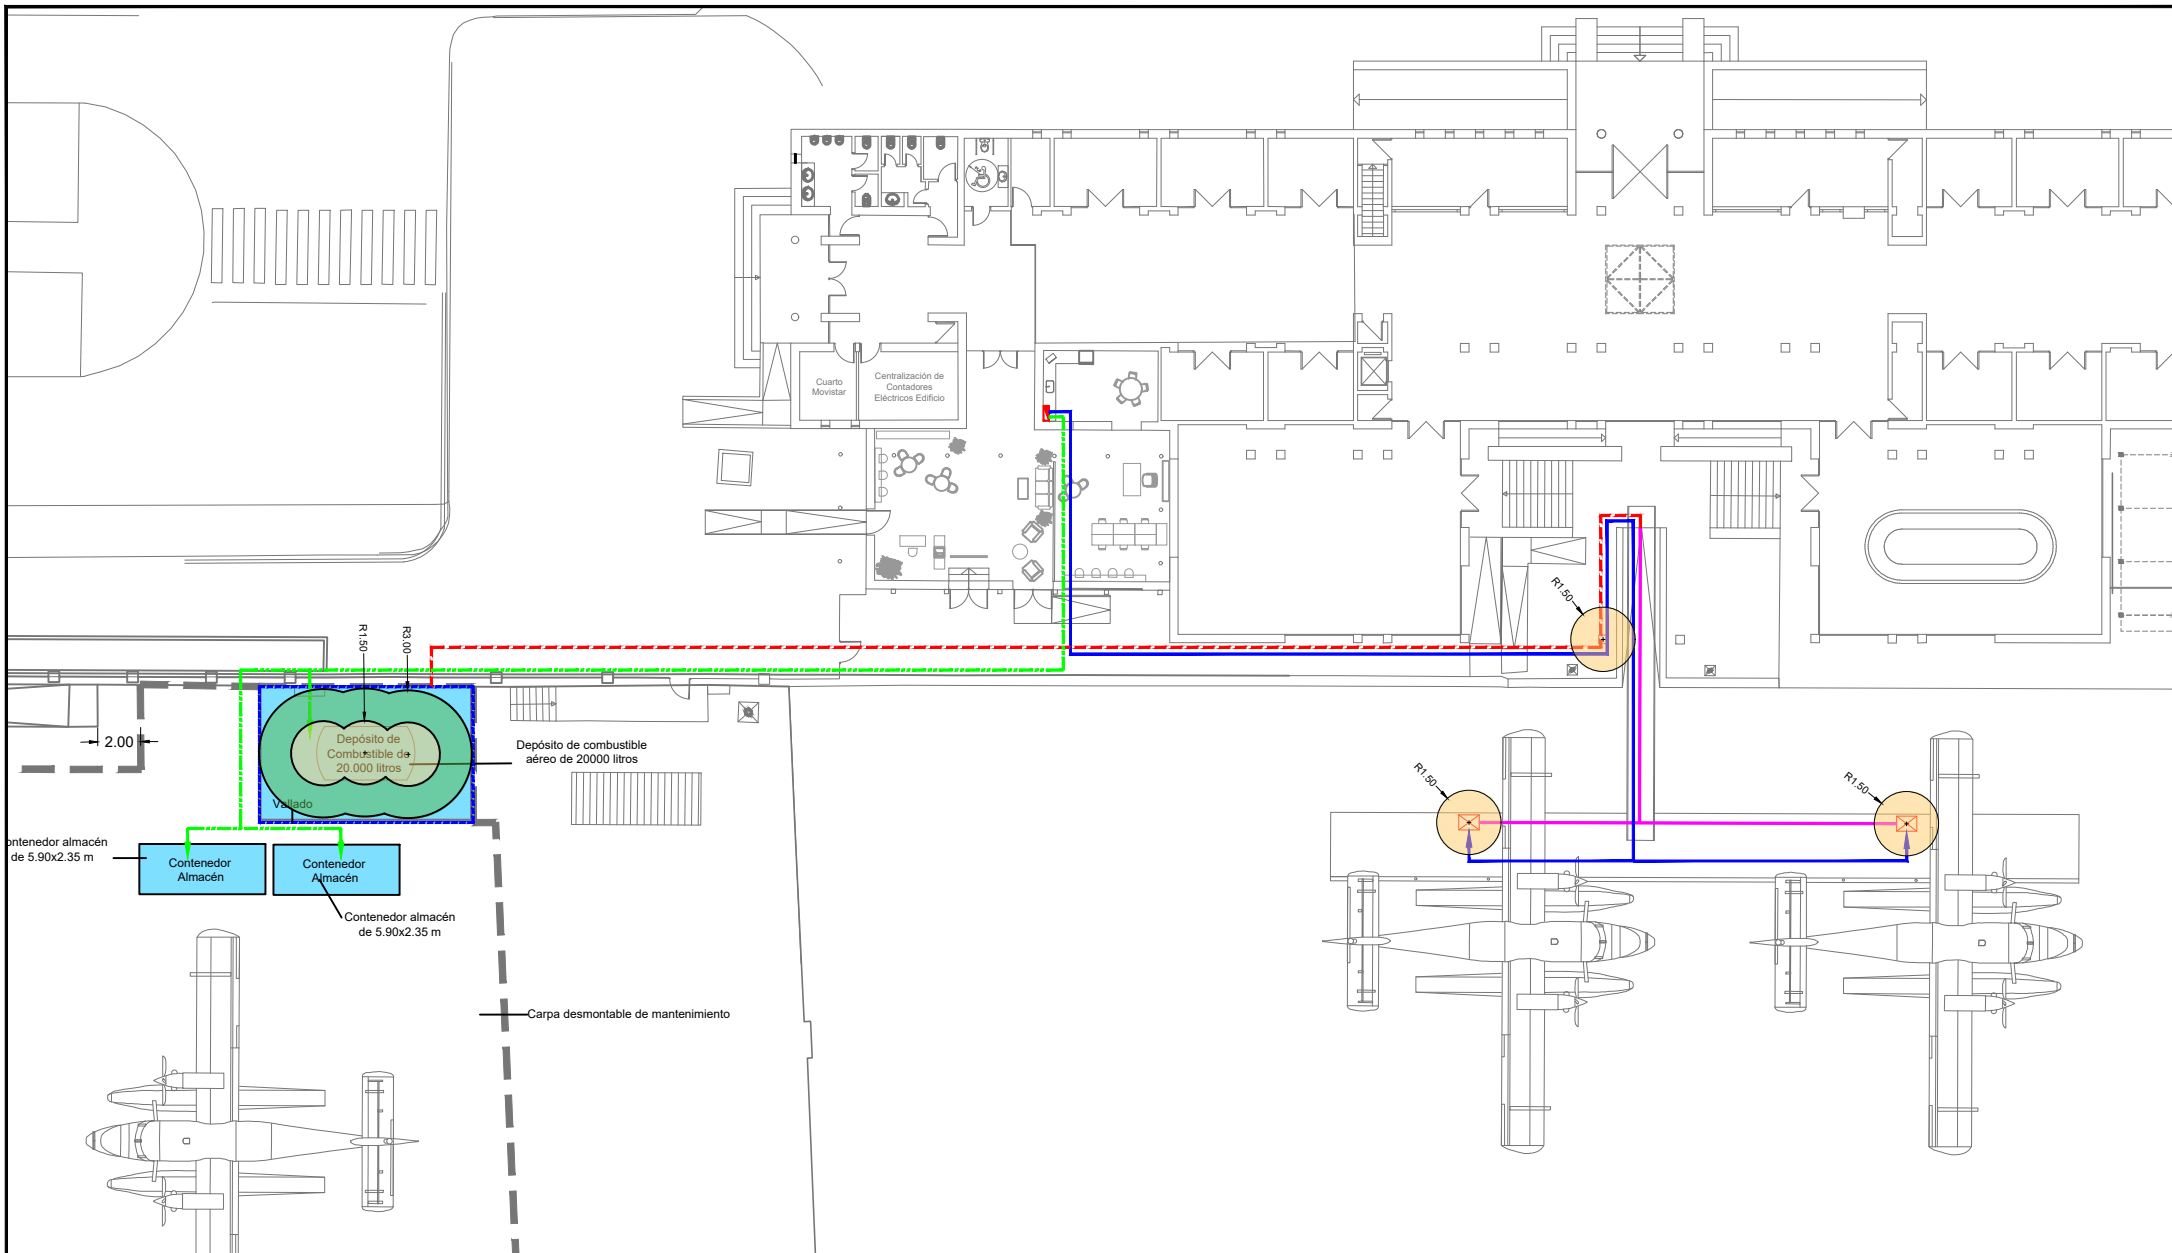 Cuarto
Movistar
Centralización de
Contadores
Eléctricos Edificio
R1.50
R1.50
R3.00
2.00
Depósito de
Combustible de
20.000 litros
Depósito de combustible
aéreo de 20000 litros
Vallado
R1.50
R1.50
ontenedor almacén
de 5.90x2.35 m
Contenedor
Almacén
Contenedor
Almacén
Contenedor almacén
de 5.90x2.35 m
Carpa desmontable de mantenimiento